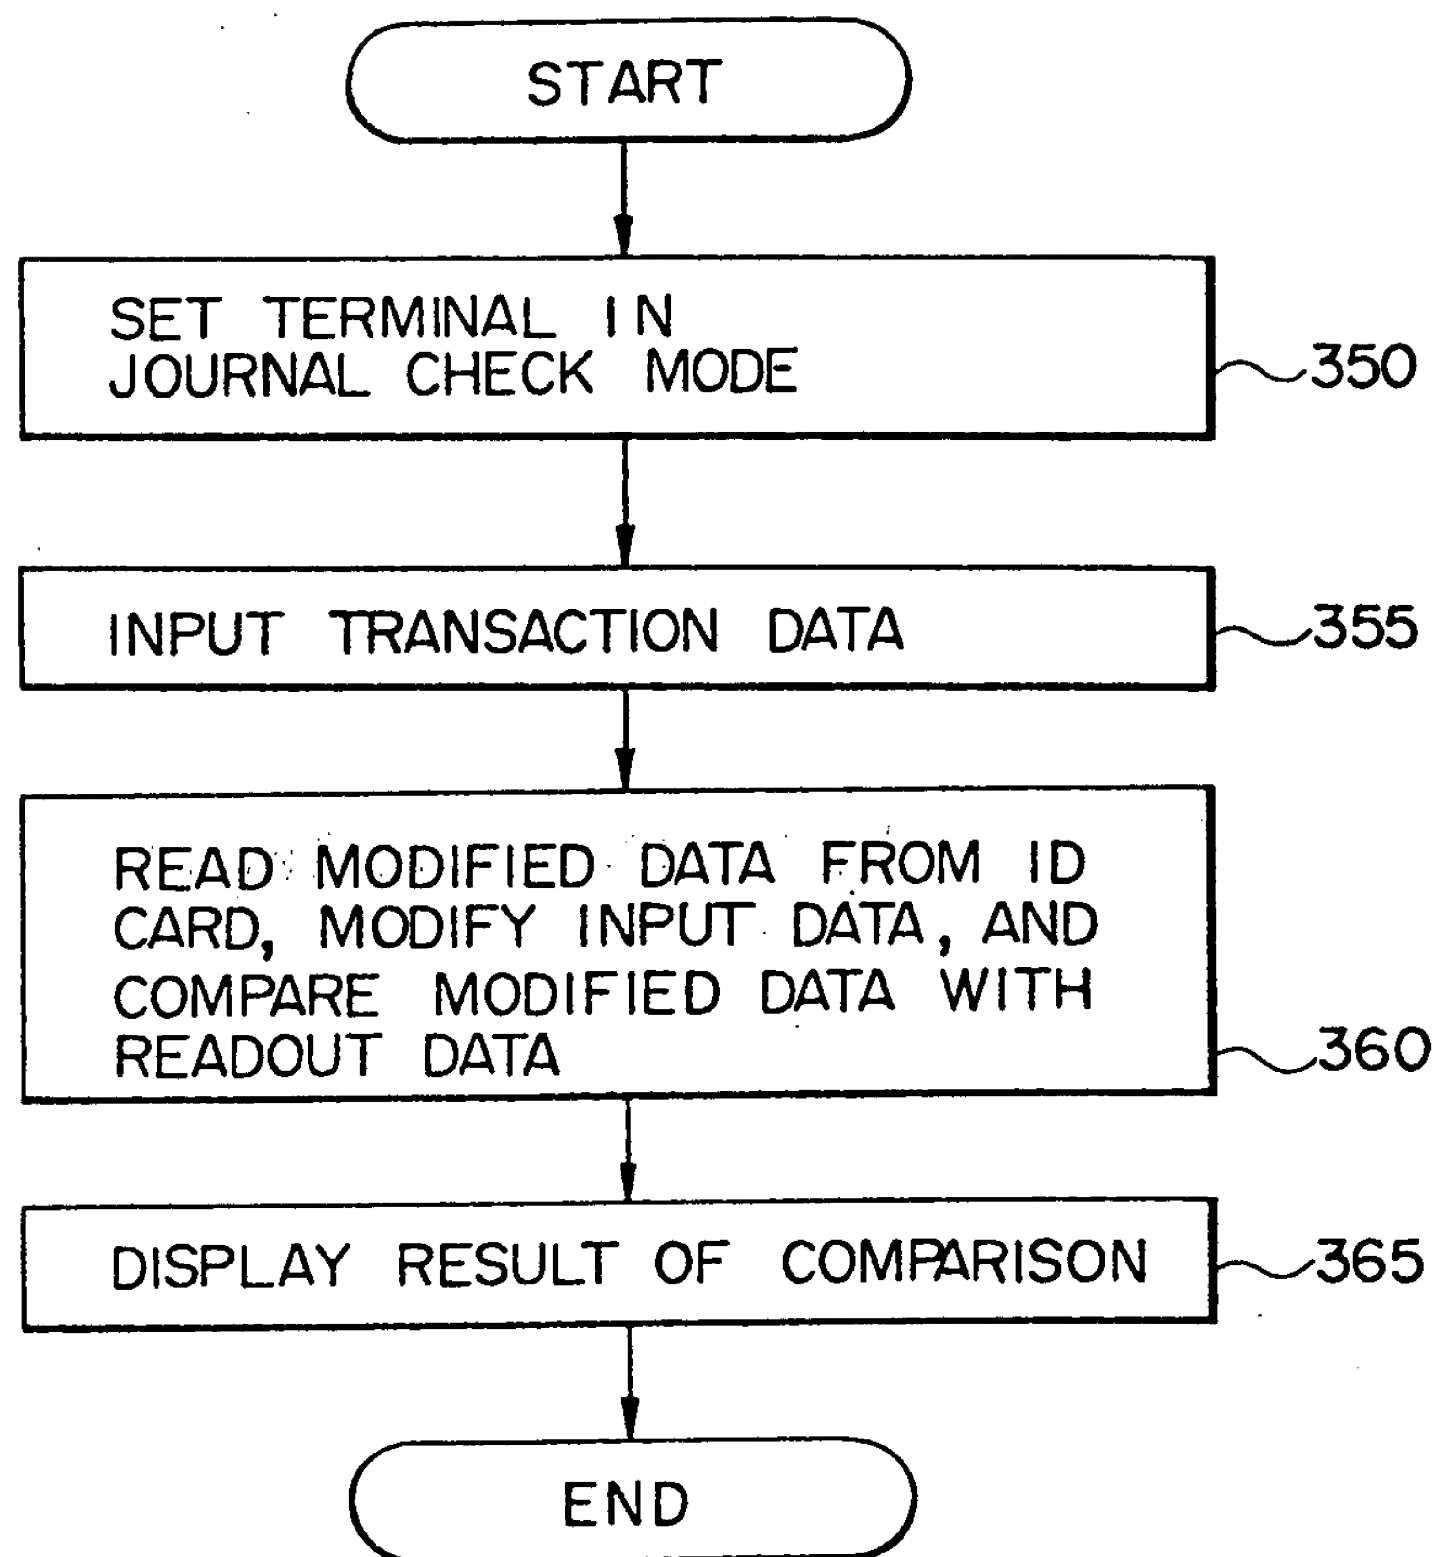 START
SET TERMINAL IN
JOURNAL CHECK MODE
350
INPUT TRANSACTION DATA
355
READ MODIFIED DATA FROM ID
CARD, MODIFY INPUT DATA, AND
COMPARE MODIFIED DATA WITH
READOUT DATA
360
DISPLAY RESULT OF COMPARISON
365
END